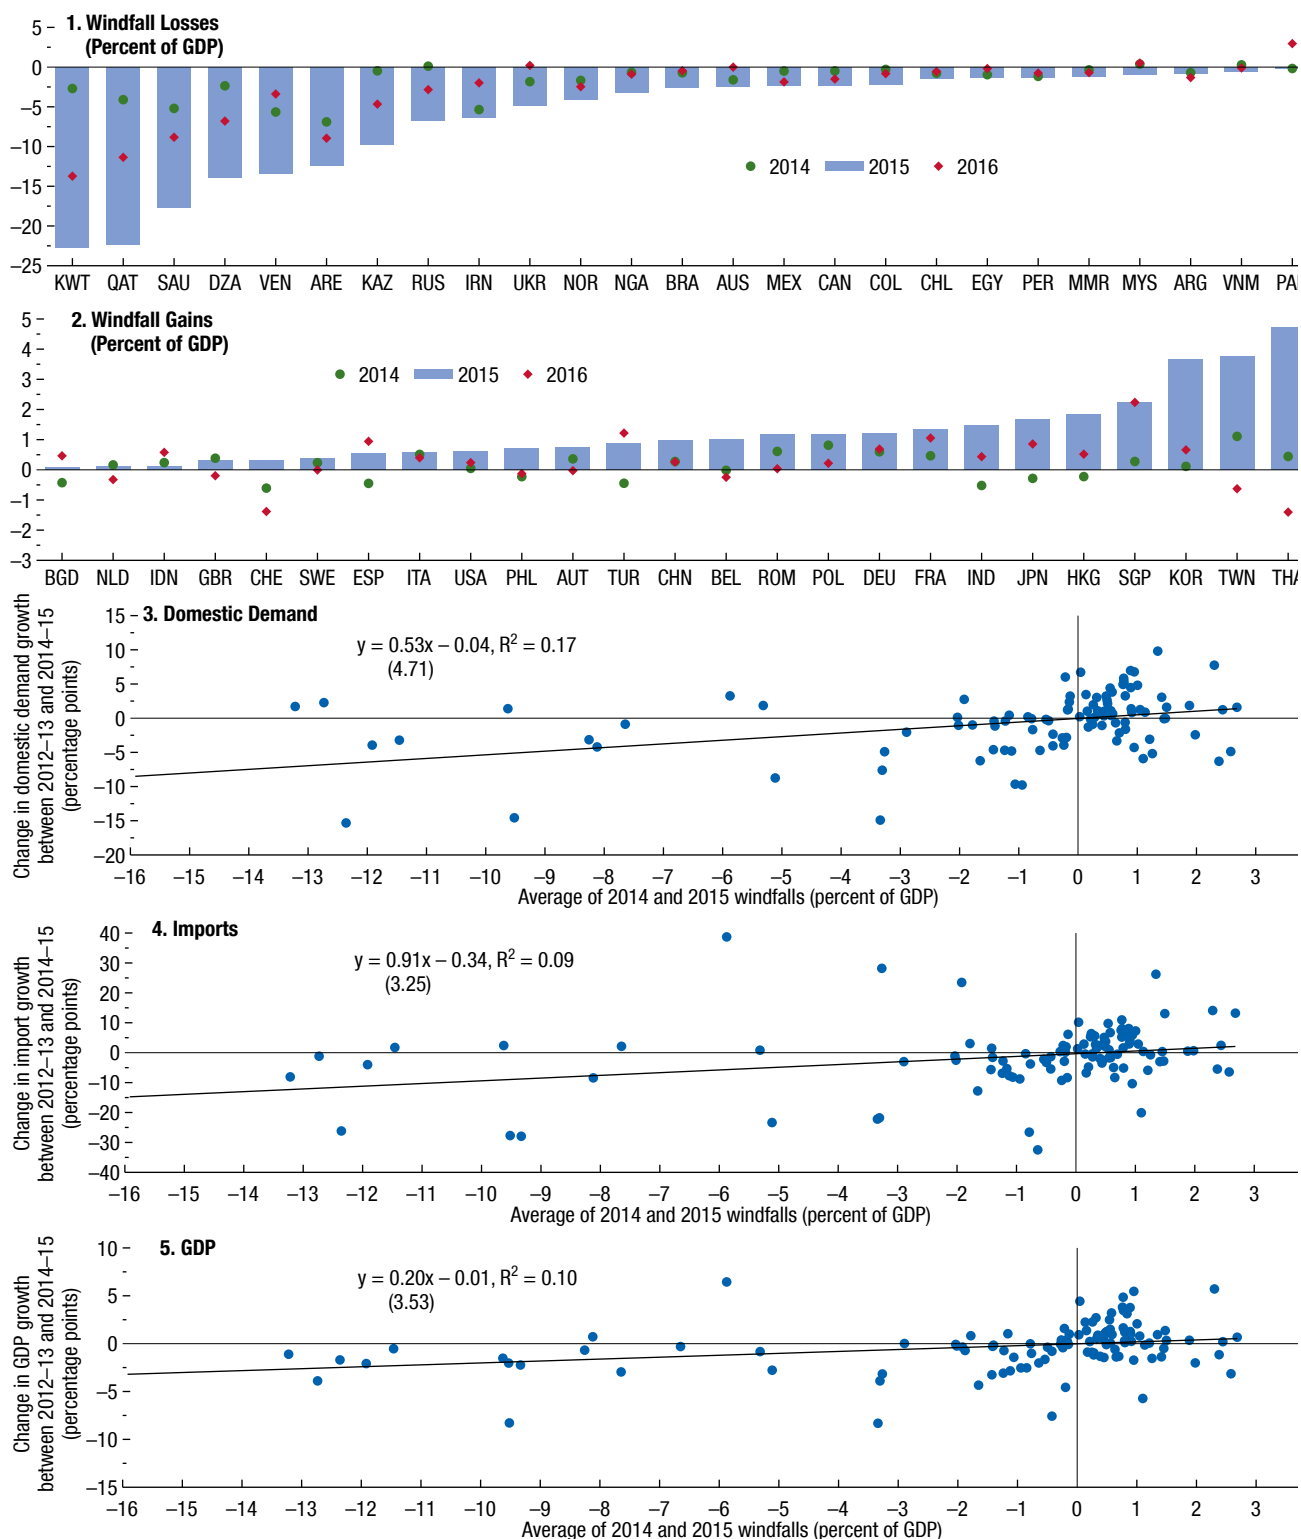 1. Windfall Losses
(Percent of GDP)
5
0
–5
–10
–15
–20
–25
2014 2015 2016
KWT QAT SAU DZA VEN ARE KAZ RUS IRN UKR NOR NGA BRA AUS MEX CAN COL CHL EGY PER MMR MYS ARG VNM
2. Windfall Gains
(Percent of GDP)
5
4
3
2
1
0
–1
–2
–3
2014 2015 2016
BGD NLD IDN GBR CHE SWE ESP ITA USA PHL AUT TUR CHN BEL ROM POL DEU FRA IND JPN HKG SGP KOR TWN THA
3. Domestic Demand
y = 0.53x – 0.04, R² = 0.17
(4.71)
Change in domestic demand growth
between 2012–13 and 2014–15
(percentage points)
15
10
5
0
–5
–10
–15
–20
–16 –15 –14 –13 –12 –11 –10 –9 –8 –7 –6 –5 –4 –3 –2 –1 0 1 2 3
Average of 2014 and 2015 windfalls (percent of GDP)
4. Imports
y = 0.91x – 0.34, R² = 0.09
(3.25)
Change in import growth
between 2012–13 and 2014–15
(percentage points)
40
30
20
10
0
–10
–20
–30
–40
–16 –15 –14 –13 –12 –11 –10 –9 –8 –7 –6 –5 –4 –3 –2 –1 0 1 2 3
Average of 2014 and 2015 windfalls (percent of GDP)
5. GDP
y = 0.20x – 0.01, R² = 0.10
(3.53)
Change in GDP growth
between 2012–13 and 2014–15
(percentage points)
10
5
0
–5
–10
–15
–16 –15 –14 –13 –12 –11 –10 –9 –8 –7 –6 –5 –4 –3 –2 –1 0 1 2 3
Average of 2014 and 2015 windfalls (percent of GDP)